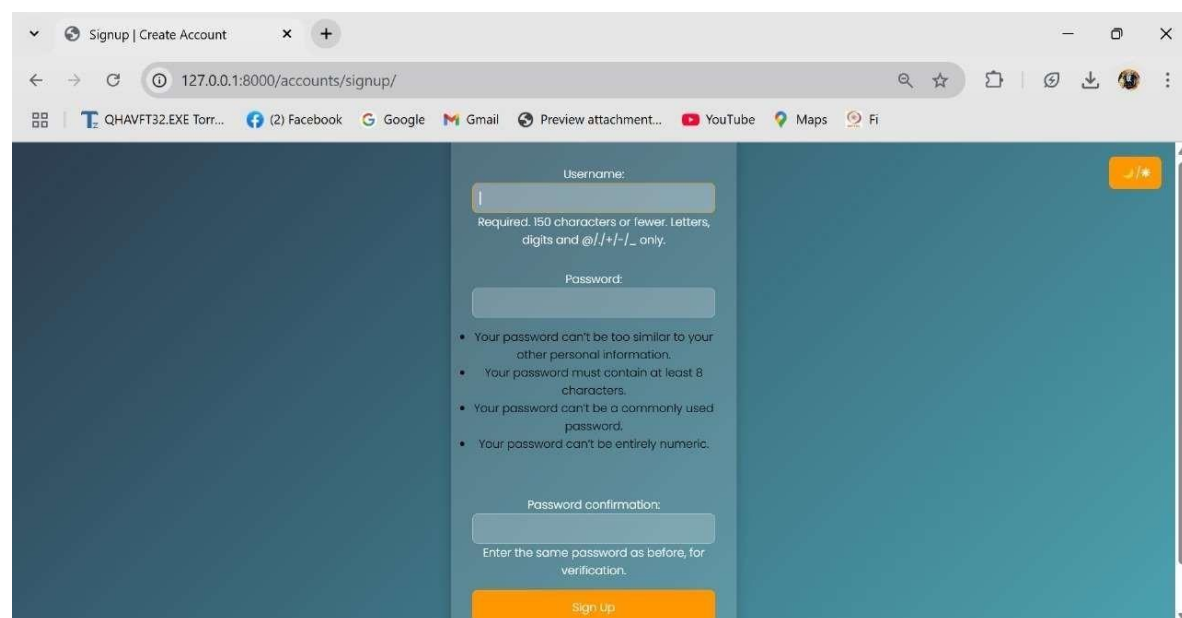 Signup | Create Account
127.0.0.1:8000/accounts/signup/
QHAVFT32.EXE Torr... (2) Facebook Google Gmail Preview attachment... YouTube Maps Fi
Username:
Required. 150 characters or fewer. Letters,
digits and @/./+/-/_ only.
Password:
• Your password can't be too similar to your
other personal information.
• Your password must contain at least 8
characters.
• Your password can't be a commonly used
password.
• Your password can't be entirely numeric.
Password confirmation:
Enter the same password as before, for
verification.
Sign Up